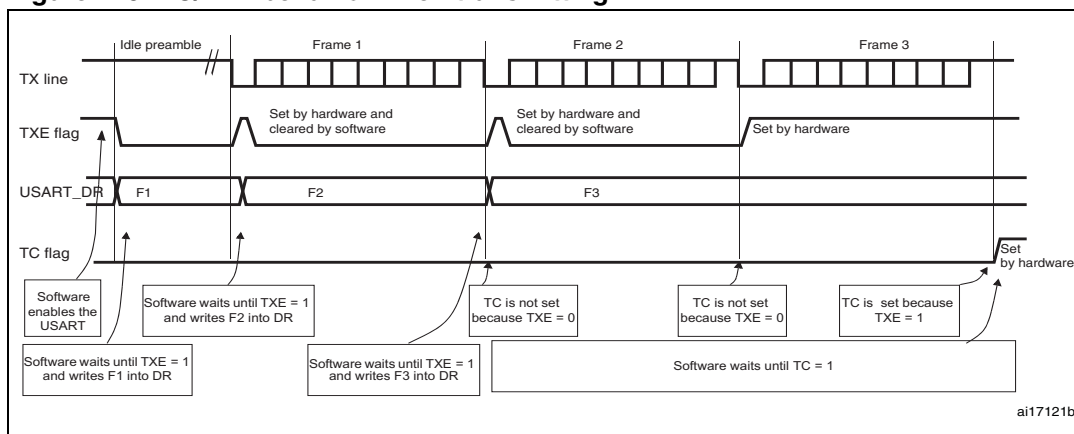 Idle preamble
Frame 1
Frame 2
Frame 3
TX line
TXE flag
Set by hardware and
cleared by software
Set by hardware and
cleared by software
Set by hardware
USART_DR
F1
F2
F3
TC flag
Set
by hardware
Software
enables the
USART
Software waits until TXE = 1
and writes F2 into DR
TC is not set
because TXE = 0
TC is not set
because TXE = 0
TC is set because
TXE = 1
Software waits until TXE = 1
and writes F1 into DR
Software waits until TXE = 1
and writes F3 into DR
Software waits until TC = 1
ai17121b